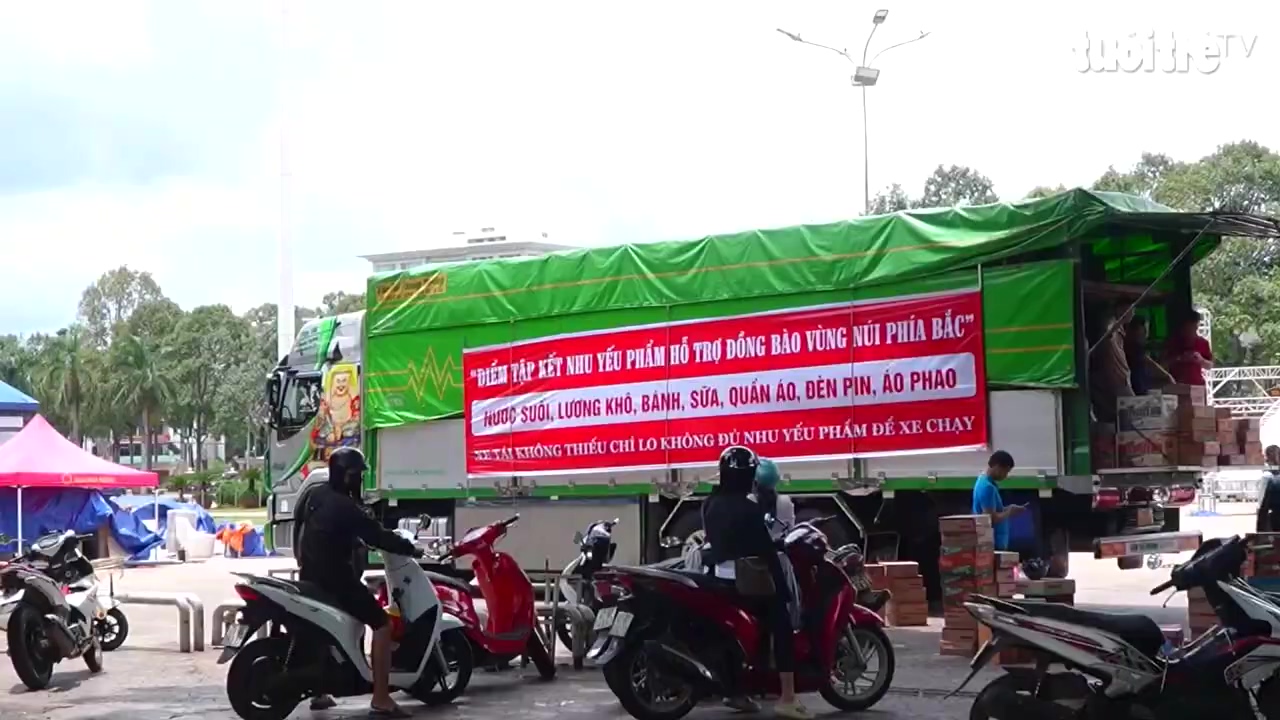 tuổi trẻ TV
"ĐIỂM TẬP KẾT NHU YẾU PHẨM HỖ TRỢ ĐỒNG BÀO VÙNG NÚI PHÍA BẮC"
NƯỚC SUỐI, LƯƠNG KHÔ, BÁNH, SỮA, QUẦN ÁO, ĐÈN PIN, ÁO PHAO
XE TẢI KHÔNG THIẾU CHỈ LO KHÔNG ĐỦ NHU YẾU PHẨM ĐỂ XE CHẠY